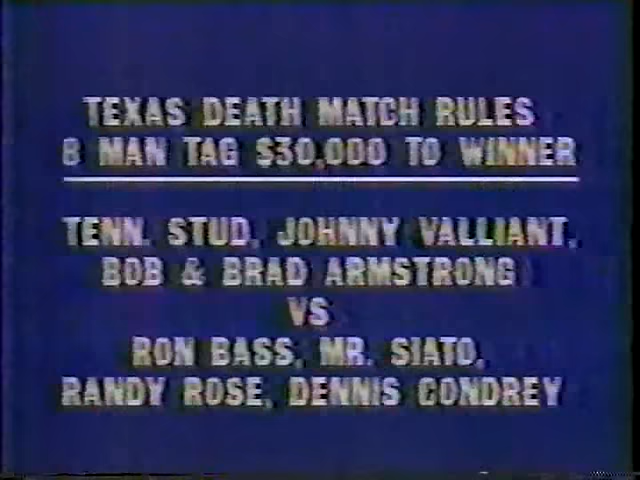 TEXAS DEATH MATCH RULES
8 MAN TAG $30,000 TO WINNER
TENN. STUD, JOHNNY VALLIANT,
BOB & BRAD ARMSTRONG
VS
RON BASS, MR. SIATO,
RANDY ROSE, DENNIS CONDREY